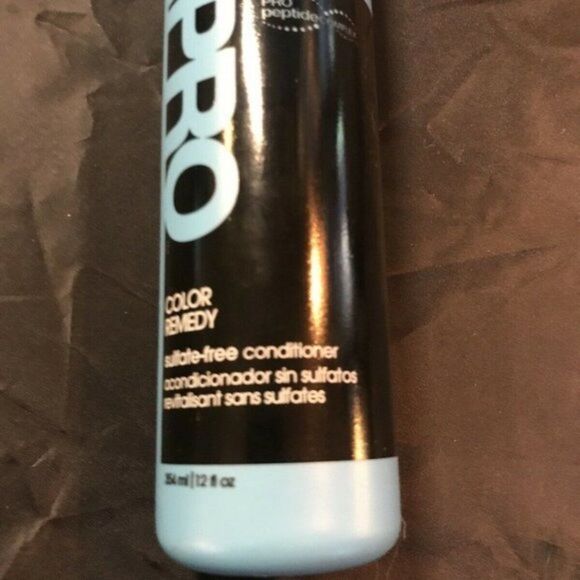 PRO
peptide
PRO
COLOR
REMEDY
sulfate-free conditioner
acondicionador sin sulfatos
revitalisant sans sulfates
354 ml | 12 fl oz